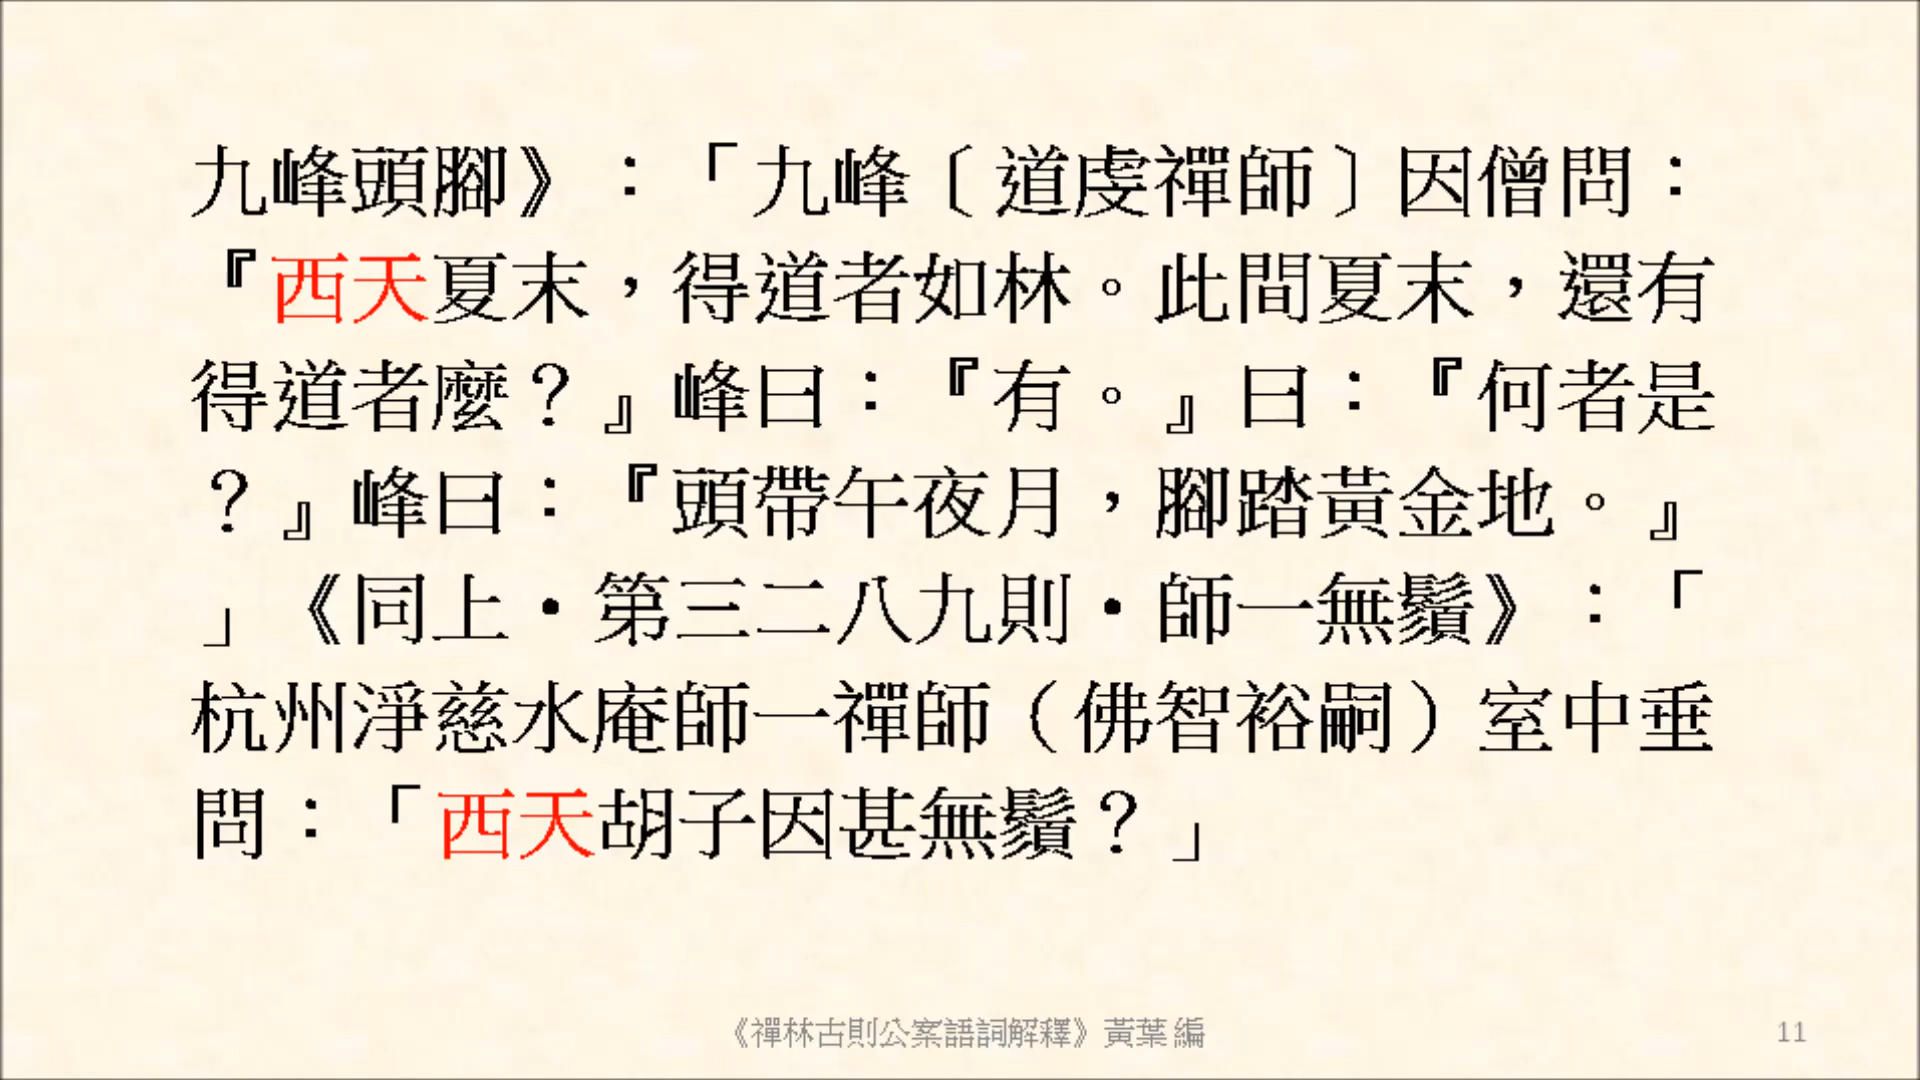 九峰頭腳》：「九峰〔道虔禪師〕因僧問：
『西天夏末，得道者如林。此間夏末，還有
得道者麼？』峰曰：『有。』曰：『何者是
？』峰曰：『頭帶午夜月，腳踏黃金地。』
」《同上‧第三二八九則‧師一無鬚》：「
杭州淨慈水庵師一禪師（佛智裕嗣）室中垂
問：「西天胡子因甚無鬚？」
《禪林古則公案語詞解釋》黃葉 編
11